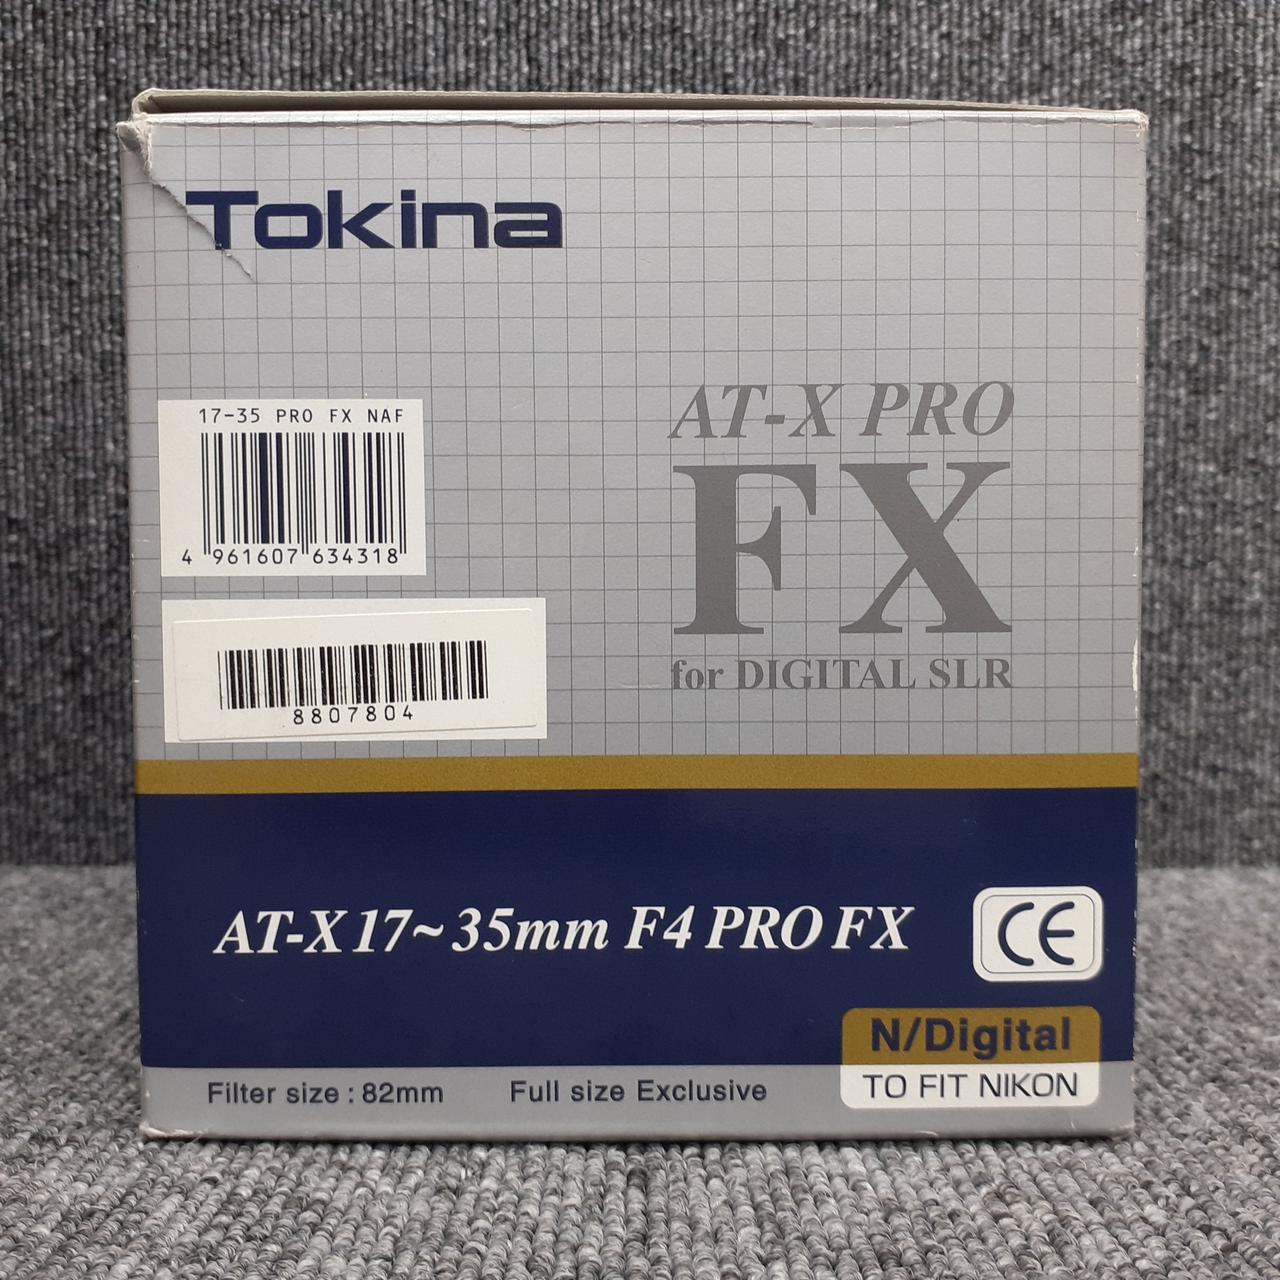 Tokina
17-35 PRO FX NAF
4 961607 634318
AT-X PRO
FX
for DIGITAL SLR
8807804
AT-X 17~35mm F4 PRO FX
CE
N/Digital
TO FIT NIKON
Filter size : 82mm
Full size Exclusive